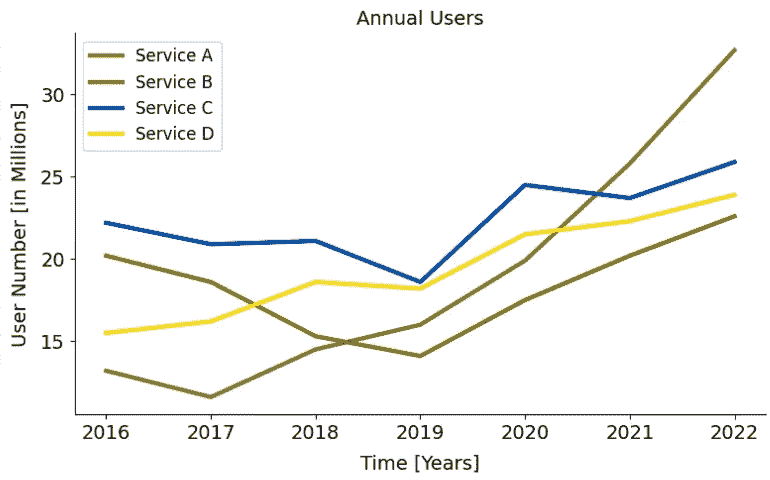 Annual Users
Service A
Service B
Service C
Service D
30
25
20
15
User Number [in Millions]
2016 2017 2018 2019 2020 2021 2022
Time [Years]